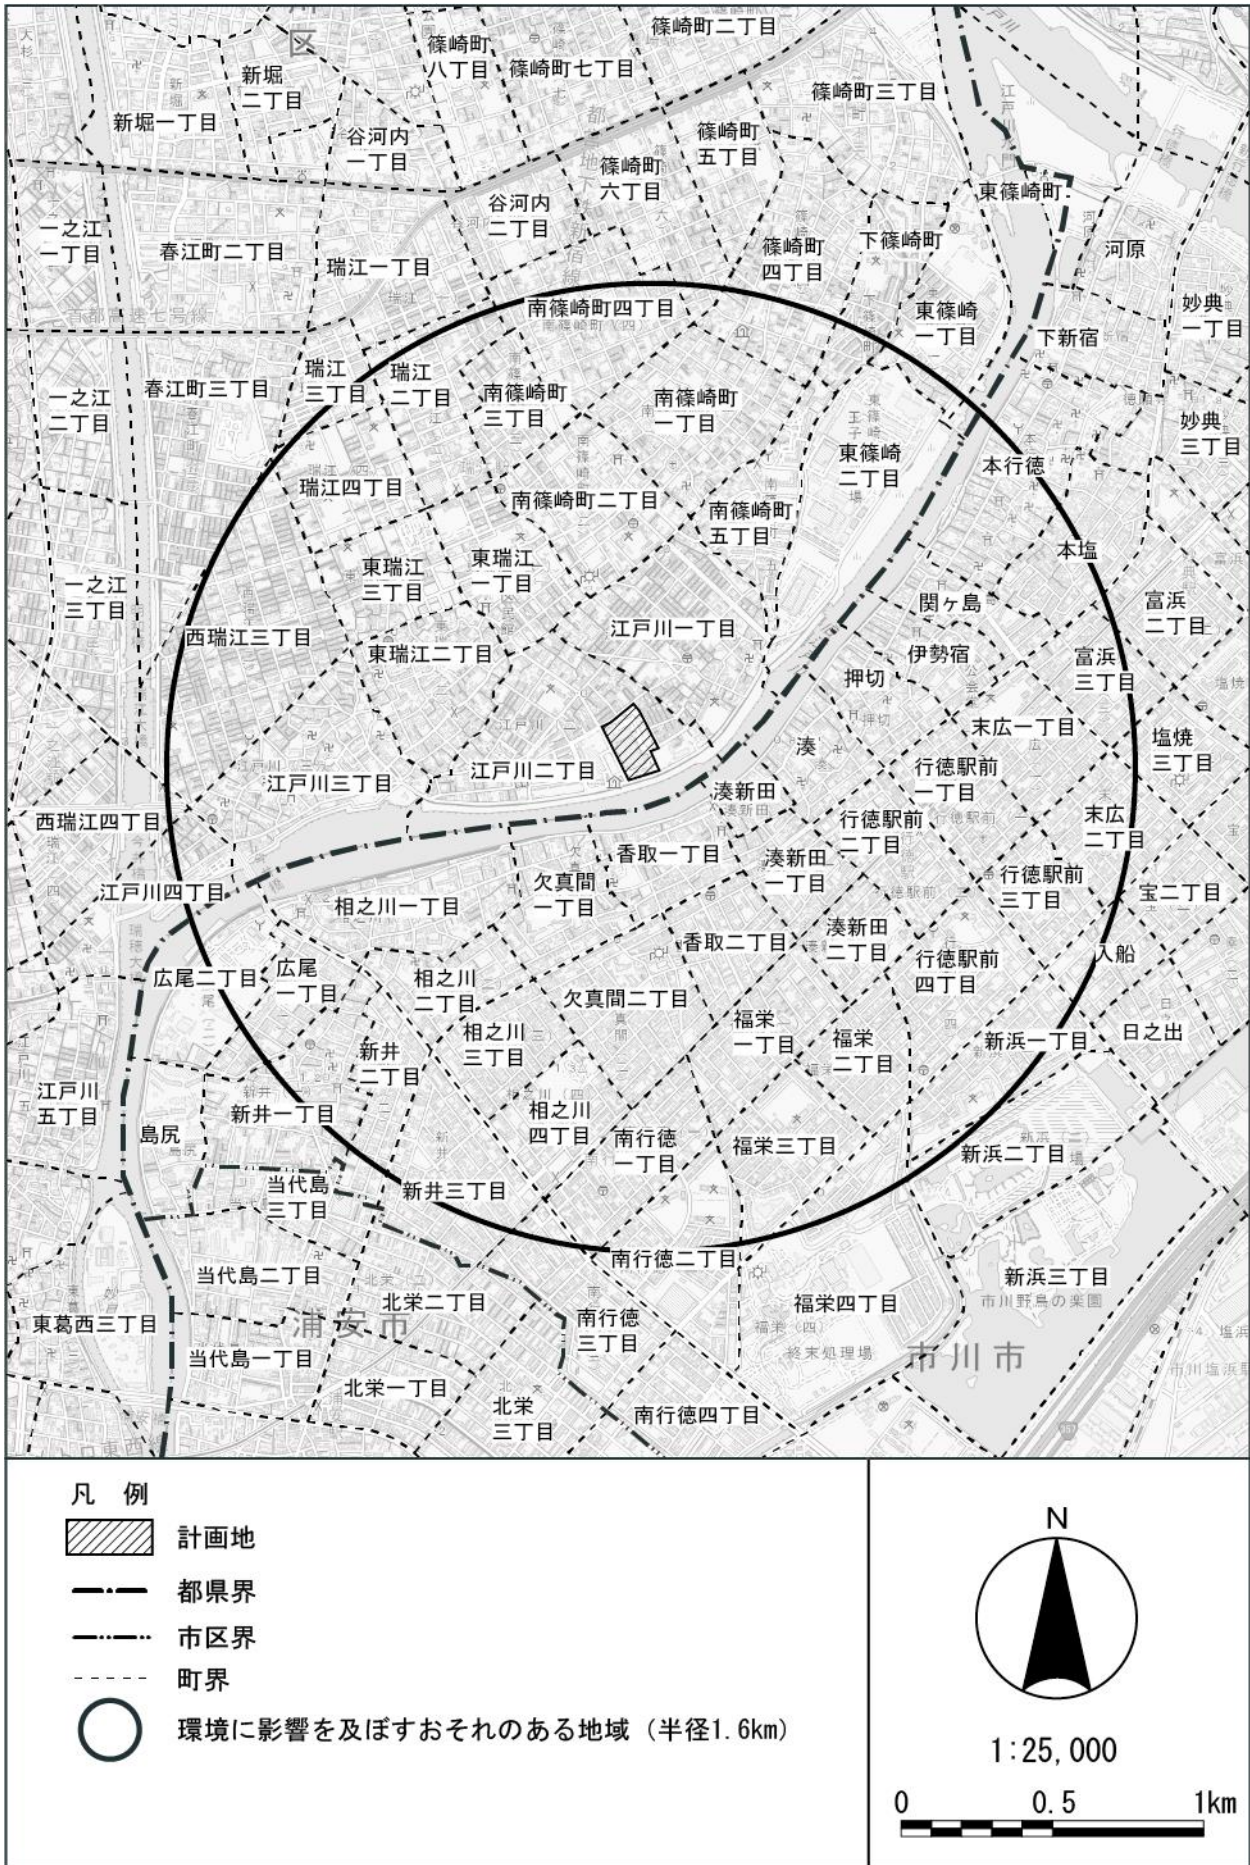 篠崎町二丁目
篠崎町
八丁目
篠崎町七丁目
篠崎町三丁目
区
新堀
二丁目
新堀一丁目
谷河内
一丁目
篠崎町
五丁目
篠崎町
六丁目
谷河内
二丁目
東篠崎町
一之江
一丁目
春江町二丁目
瑞江一丁目
篠崎町
四丁目
下篠崎町
河原
南篠崎町四丁目
東篠崎
一丁目
妙典
一丁目
下新宿
首都高速七号線
春江町三丁目
瑞江
三丁目
瑞江
二丁目
南篠崎町
三丁目
南篠崎町
一丁目
一之江
二丁目
妙典
三丁目
東篠崎
二丁目
本行徳
瑞江四丁目
南篠崎町二丁目
南篠崎町
五丁目
本塩
東瑞江
三丁目
東瑞江
一丁目
一之江
三丁目
関ヶ島
富浜
二丁目
西瑞江三丁目
江戸川一丁目
東瑞江二丁目
伊勢宿
押切
富浜
三丁目
末広一丁目
湊
塩焼
三丁目
江戸川二丁目
江戸川三丁目
湊新田
行徳駅前
一丁目
西瑞江四丁目
行徳駅前
二丁目
末広
二丁目
香取一丁目
湊新田
一丁目
行徳駅前
三丁目
江戸川四丁目
欠真間
一丁目
宝二丁目
相之川一丁目
香取二丁目
湊新田
二丁目
行徳駅前
四丁目
入船
広尾二丁目
広尾
一丁目
相之川
二丁目
欠真間二丁目
相之川
三丁目
福栄
一丁目
福栄
二丁目
新浜一丁目
日之出
新井
二丁目
江戸川
五丁目
新井一丁目
島尻
相之川
四丁目
南行徳
一丁目
福栄三丁目
新浜二丁目
当代島
三丁目
新井三丁目
南行徳二丁目
当代島二丁目
新浜三丁目
市川野鳥の楽園
北栄二丁目
福栄四丁目
東葛西三丁目
浦安市
南行徳
三丁目
終末処理場
市川市
当代島一丁目
北栄一丁目
北栄
三丁目
南行徳四丁目
凡 例
計画地
都県界
市区界
町界
環境に影響を及ぼすおそれのある地域（半径1.6km）
N
1:25,000
0 0.5 1km